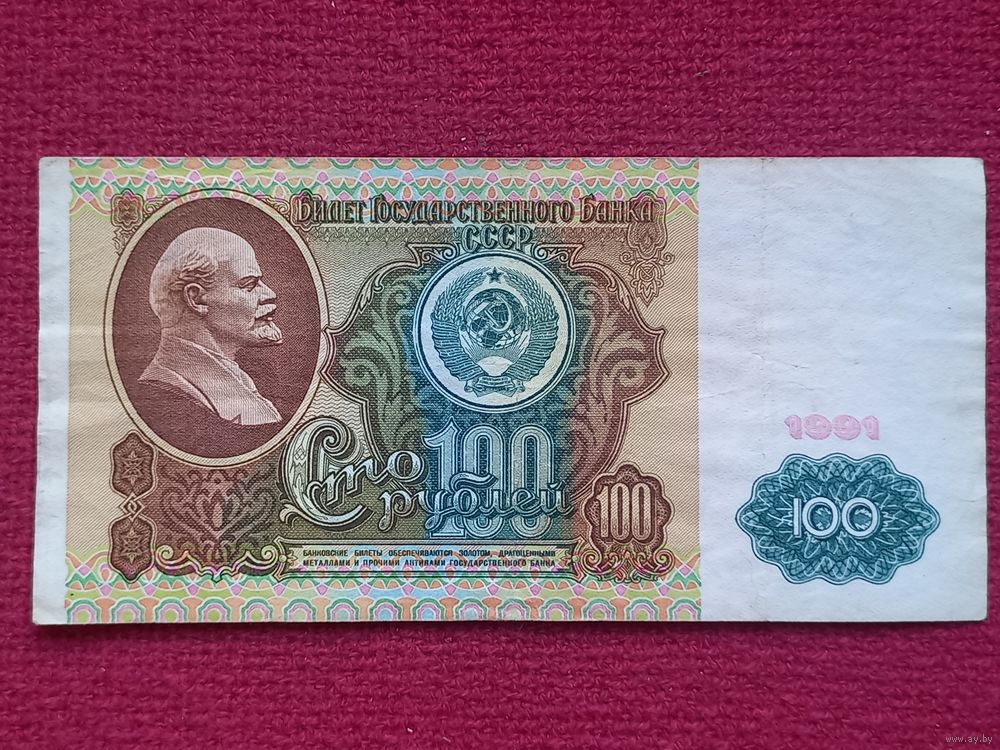 Билет Государственного Банка
СССР
1991
100
Сто
рублей
100
100
БАНКОВСКИЕ БИЛЕТЫ ОБЕСПЕЧИВАЮТСЯ ЗОЛОТОМ, ДРАГОЦЕННЫМИ
МЕТАЛЛАМИ И ПРОЧИМИ АКТИВАМИ ГОСУДАРСТВЕННОГО БАНКА
www.ay.by